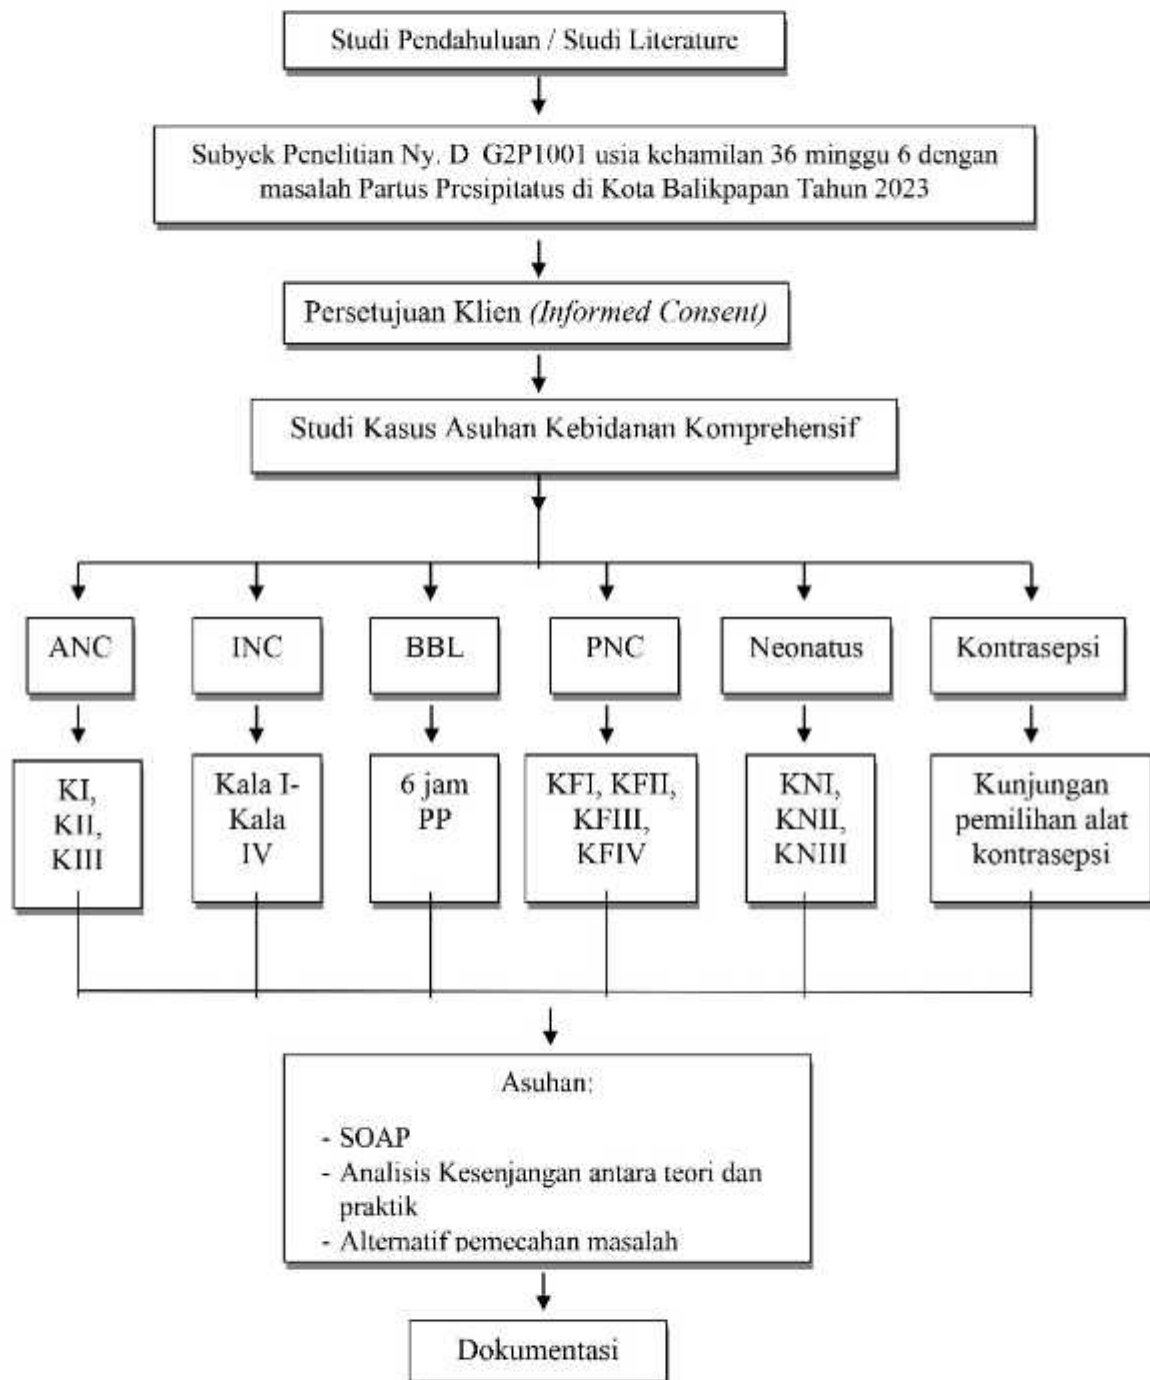 Studi Pendahuluan / Studi Literature
Subyek Penelitian Ny. D G2P1001 usia kehamilan 36 minggu 6 dengan
masalah Partus Presipitatus di Kota Balikpapan Tahun 2023
Persetujuan Klien (Informed Consent)
Studi Kasus Asuhan Kebidanan Komprehensif
ANC
INC
BBL
PNC
Neonatus
Kontrasepsi
KI,
KII,
KIII
Kala I-
Kala
IV
6 jam
PP
KFI, KFII,
KFIII,
KFIV
KNI,
KNII,
KNIII
Kunjungan
pemilihan alat
kontrasepsi
Asuhan:
- SOAP
- Analisis Kesenjangan antara teori dan
praktik
- Alternatif pemecahan masalah
Dokumentasi